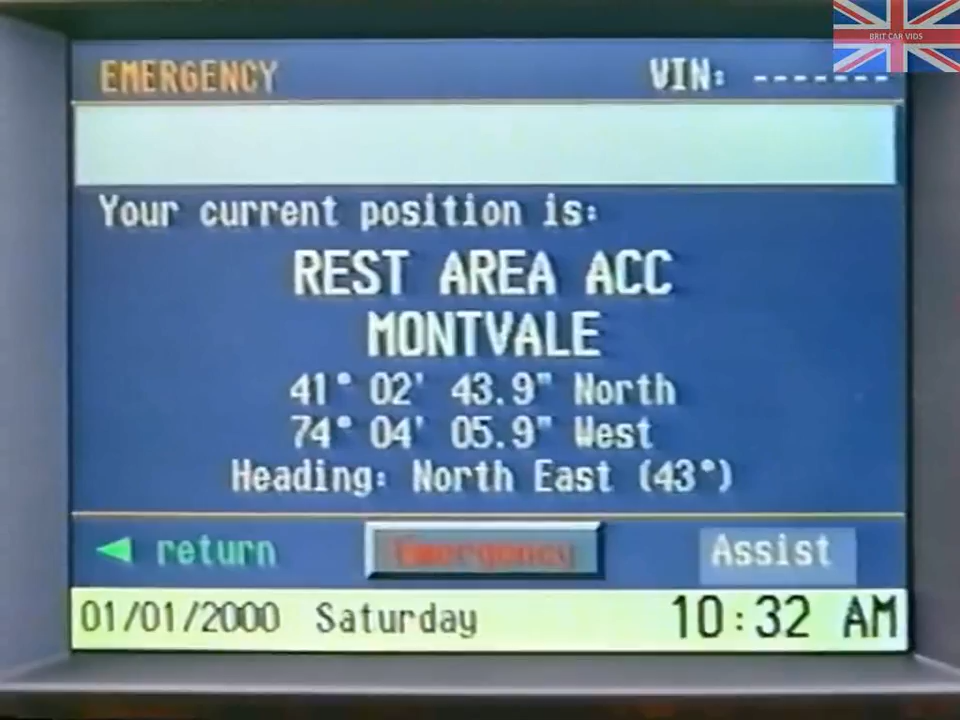 BRIT CAR VIDS
EMERGENCY VIN: -------
Your current position is:
REST AREA ACC
MONTVALE
41° 02' 43.9" North
74° 04' 05.9" West
Heading: North East (43°)
return Emergency Assist
01/01/2000 Saturday 10:32 AM